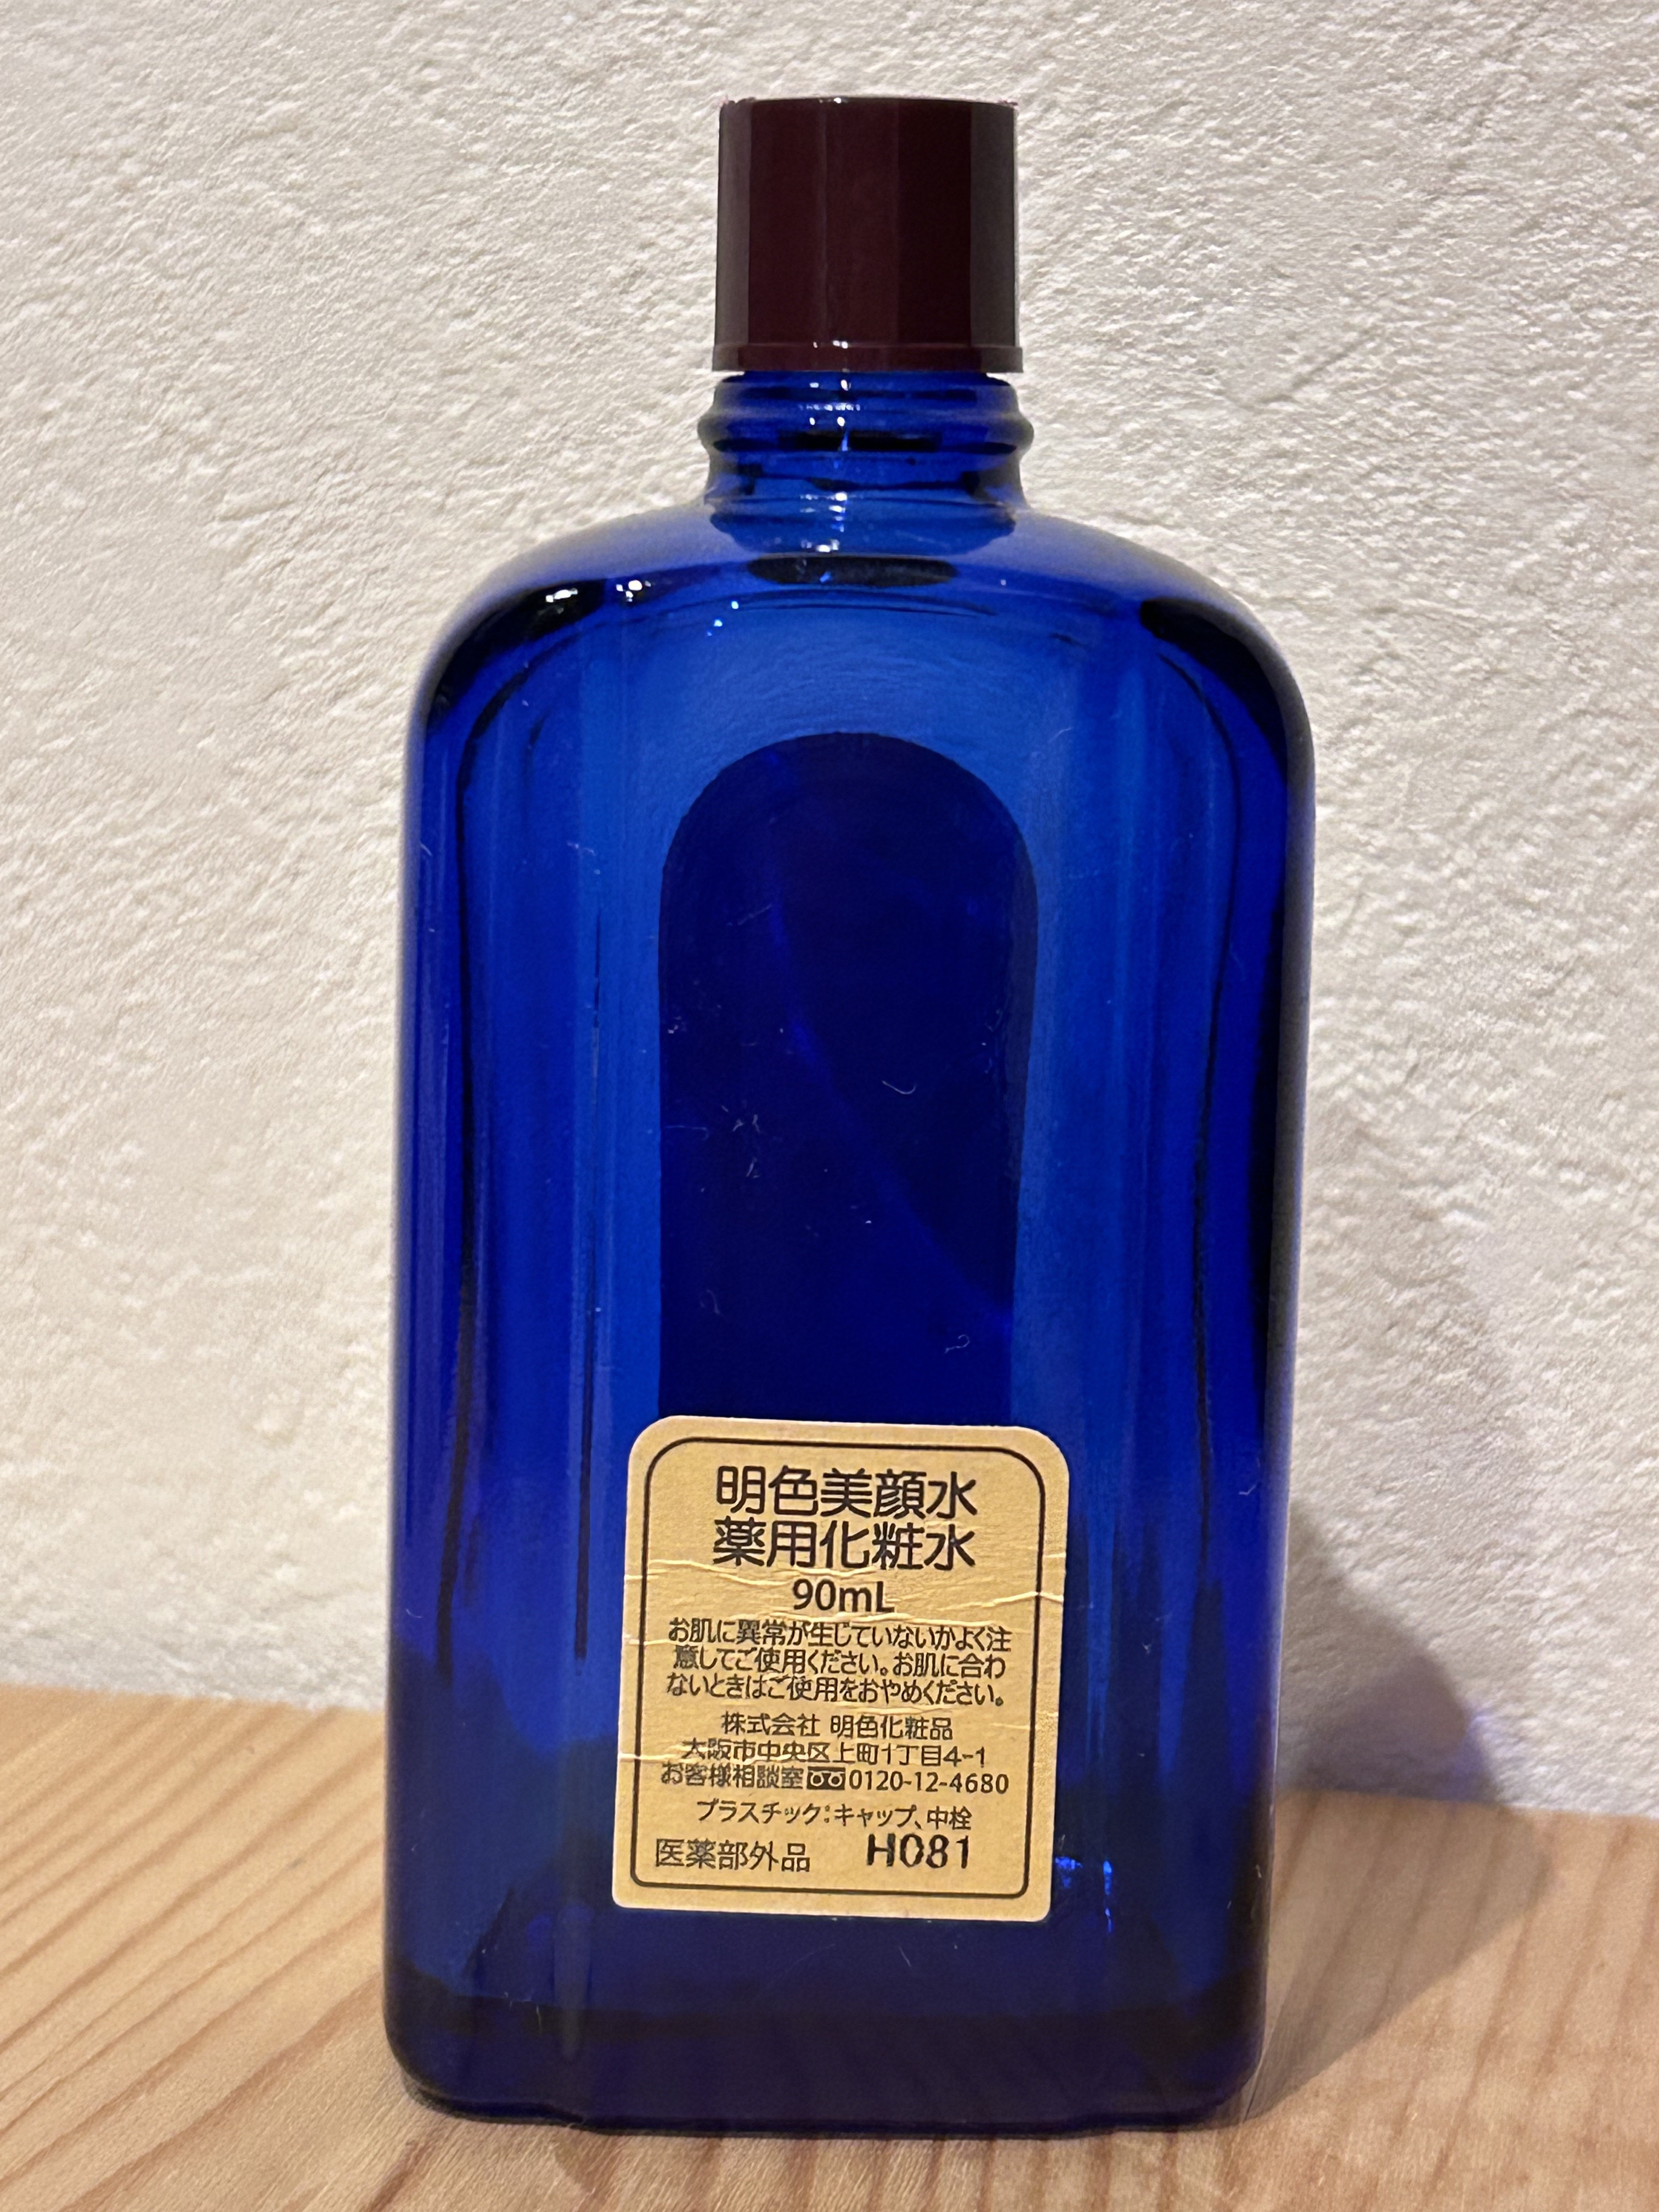 明色美顔水
薬用化粧水
90mL
お肌に異常が生じていないかよく注
意してご使用ください。お肌に合わ
ないときはご使用をおやめください。
株式会社 明色化粧品
大阪市中央区上町1丁目4-1
お客様相談室 0120-12-4680
プラスチック:キャップ、中栓
医薬部外品 H081